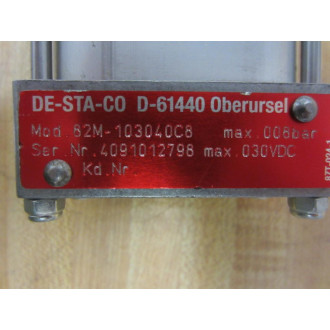 DE-STA-CO D-61440 Oberursel
Mod. 82M-103040C8 max. 006bar
Ser.Nr. 4091012798 max. 030VDC
Kd.Nr.